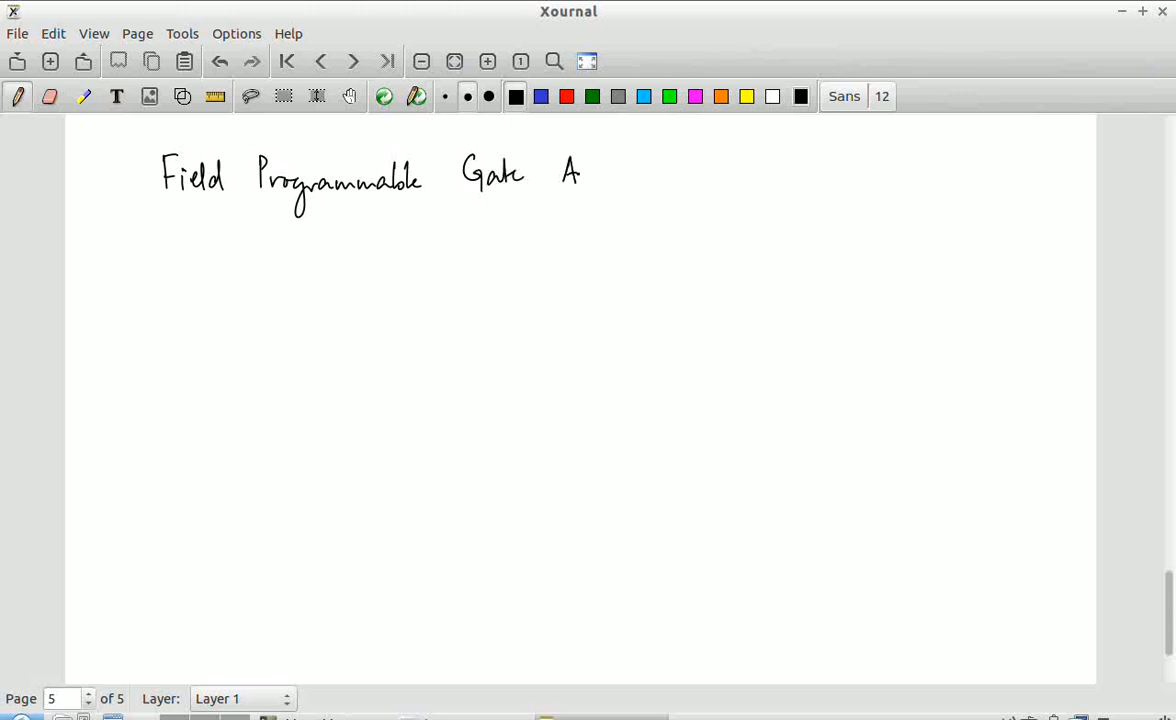 Xournal
File Edit View Page Tools Options Help
Sans 12
Field Programmable Gate A
Page 5 of 5 Layer: Layer 1